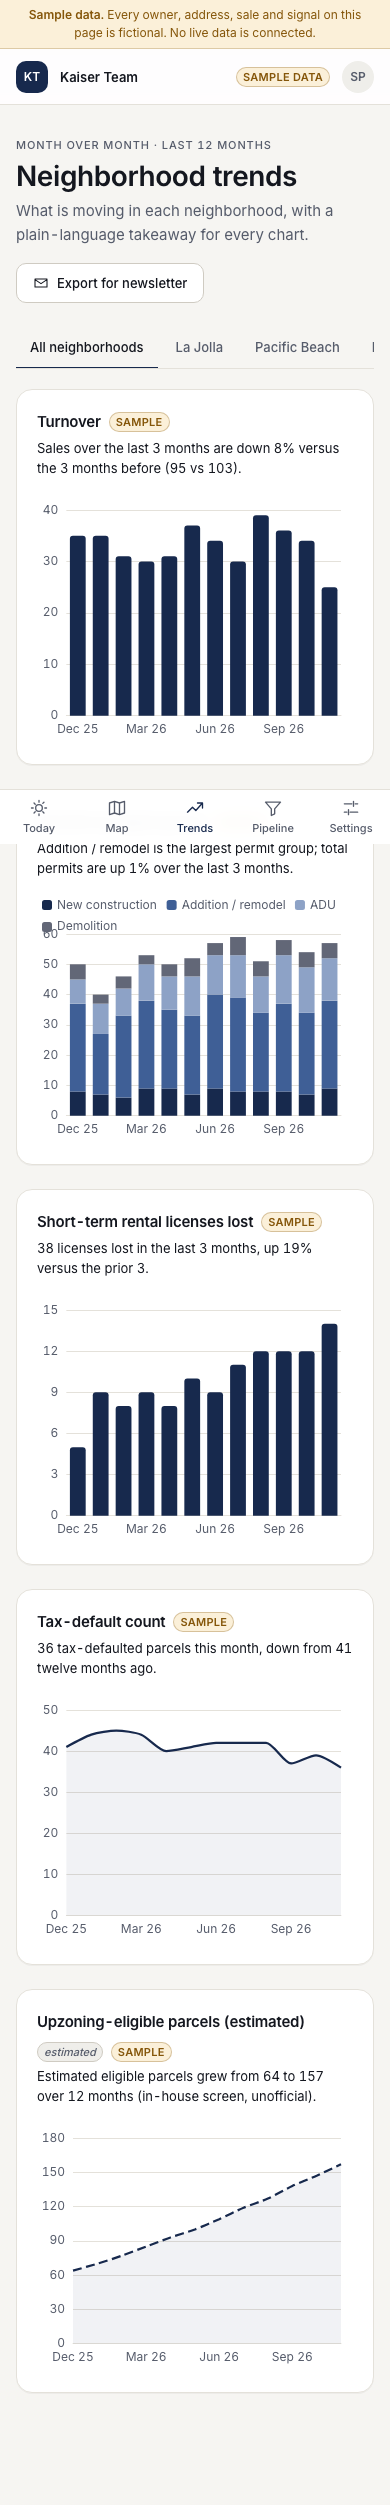 Sample data. Every owner, address, sale and signal on this
page is fictional. No live data is connected.
KT Kaiser Team SAMPLE DATA SP
MONTH OVER MONTH · LAST 12 MONTHS
Neighborhood trends
What is moving in each neighborhood, with a
plain-language takeaway for every chart.
Export for newsletter
All neighborhoods La Jolla Pacific Beach
Turnover SAMPLE
Sales over the last 3 months are down 8% versus
the 3 months before (95 vs 103).
40
30
20
10
0
Dec 25 Mar 26 Jun 26 Sep 26
Today Map Trends Pipeline Settings
Addition / remodel is the largest permit group; total
permits are up 1% over the last 3 months.
New construction Addition / remodel ADU
Demolition
60
50
40
30
20
10
0
Dec 25 Mar 26 Jun 26 Sep 26
Short-term rental licenses lost SAMPLE
38 licenses lost in the last 3 months, up 19%
versus the prior 3.
15
12
9
6
3
0
Dec 25 Mar 26 Jun 26 Sep 26
Tax-default count SAMPLE
36 tax-defaulted parcels this month, down from 41
twelve months ago.
50
40
30
20
10
0
Dec 25 Mar 26 Jun 26 Sep 26
Upzoning-eligible parcels (estimated)
estimated SAMPLE
Estimated eligible parcels grew from 64 to 157
over 12 months (in-house screen, unofficial).
180
150
120
90
60
30
0
Dec 25 Mar 26 Jun 26 Sep 26